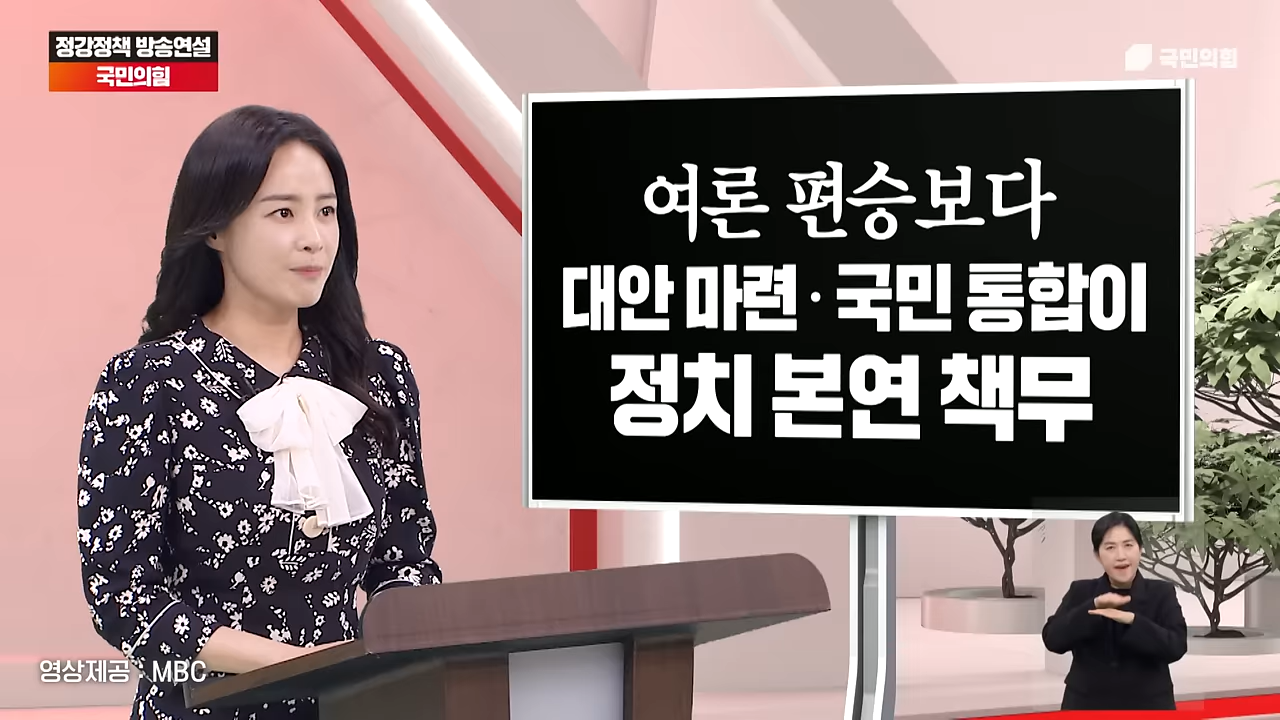 정강정책 방송연설
국민의힘
국민의힘
여론 편승보다
대안 마련·국민 통합이
정치 본연 책무
영상제공 : MBC